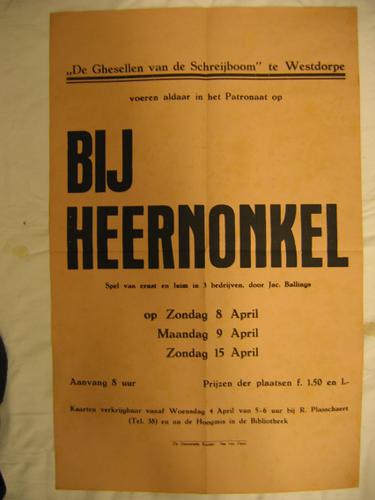 „De Ghesellen van de Schreijboom" te Westdorpe
voeren aldaar in het Patronaat op
BIJ
HEERNONKEL
Spel van ernst en luim in 3 bedrijven, door Jac. Ballings
op Zondag 8 April
Maandag 9 April
Zondag 15 April
Aanvang 8 uur Prijzen der plaatsen f. 1.50 en 1.-
Kaarten verkrijgbaar vanaf Woensdag 4 April van 5-6 uur bij R. Plasschaert
(Tel. 38) en na de Hoogmis in de Bibliotheek